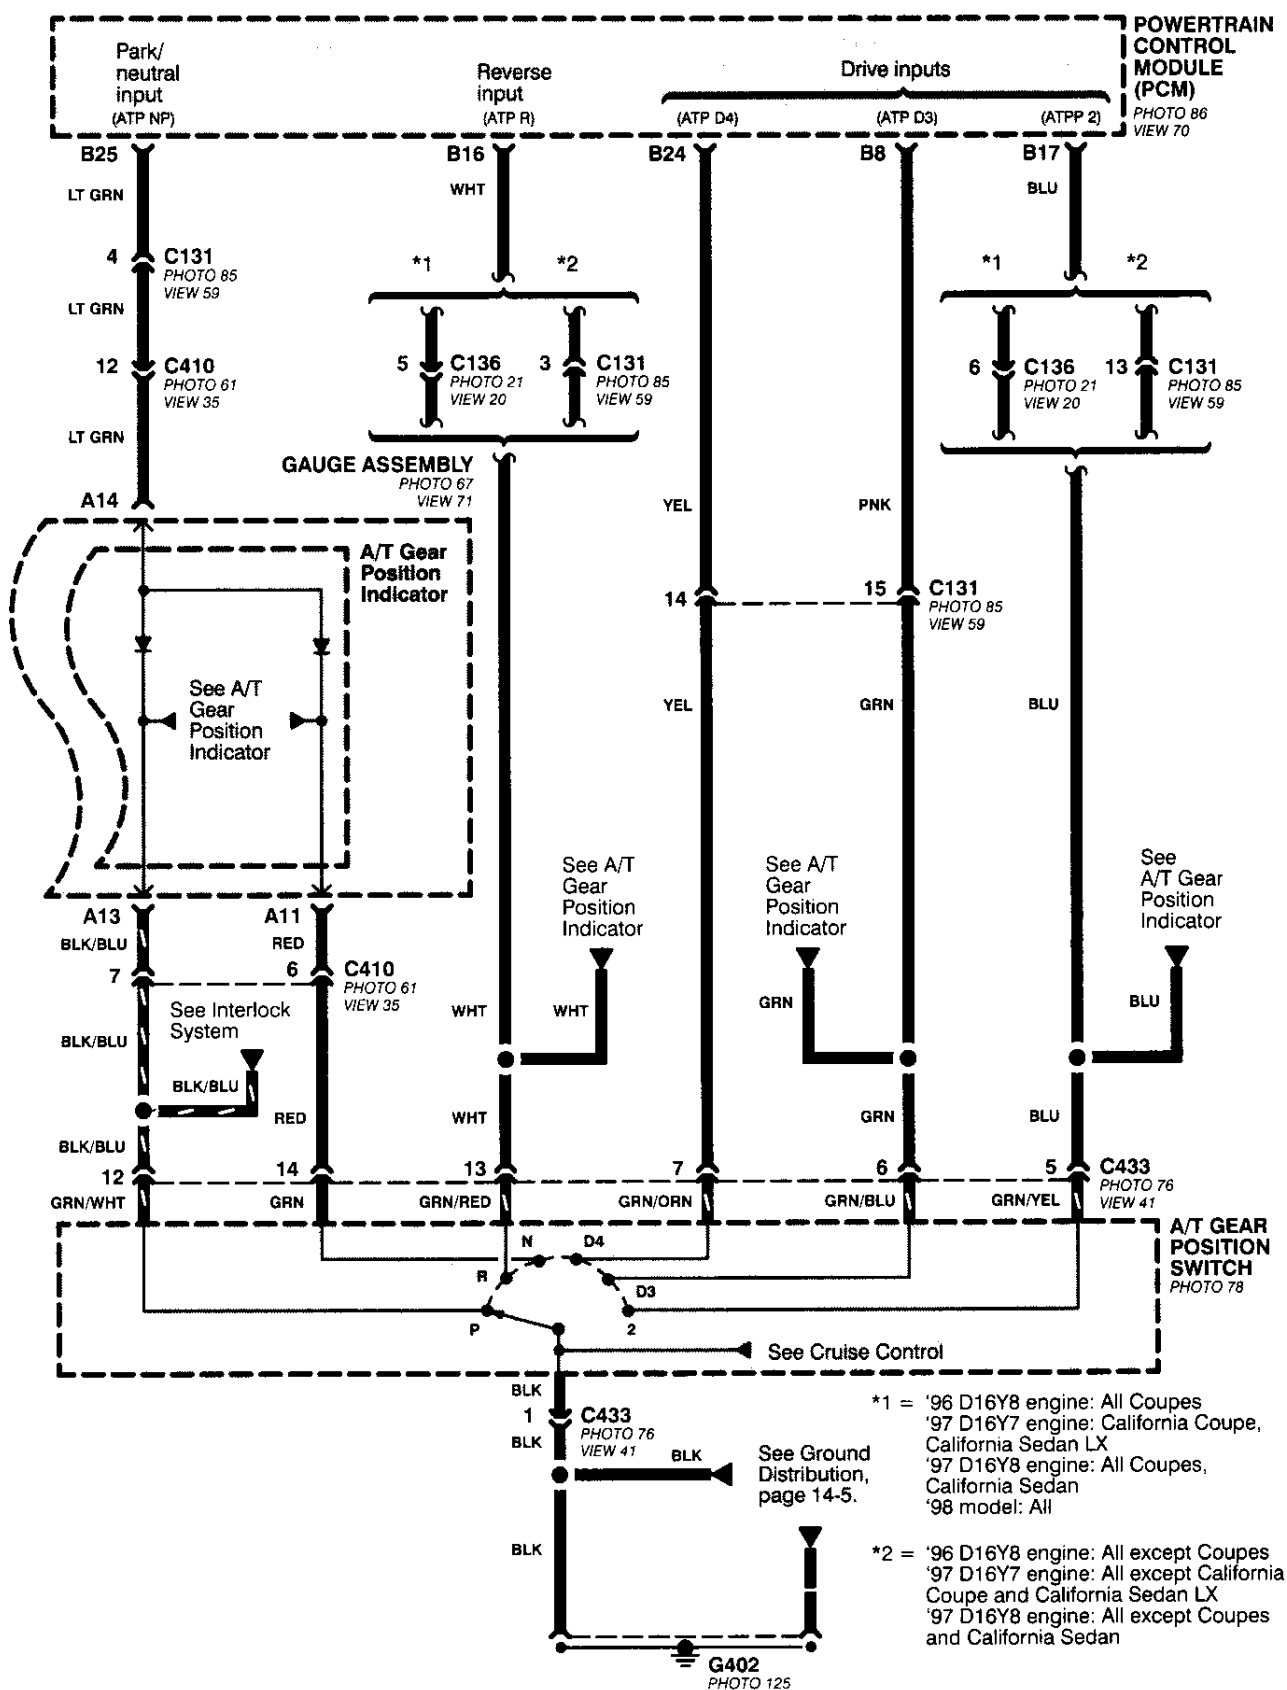 POWERTRAIN
CONTROL
MODULE
(PCM)
PHOTO 86
VIEW 70
Park/
neutral
input
(ATP NP)
Reverse
input
(ATP R)
Drive inputs
(ATP D4)
(ATP D3)
(ATPP 2)
B25
B16
B24
B8
B17
LT GRN
WHT
BLU
4
C131
PHOTO 85
VIEW 59
*1
*2
*1
*2
LT GRN
12
C410
PHOTO 61
VIEW 35
5
C136
PHOTO 21
VIEW 20
3
C131
PHOTO 85
VIEW 59
6
C136
PHOTO 21
VIEW 20
13
C131
PHOTO 85
VIEW 59
LT GRN
GAUGE ASSEMBLY
PHOTO 67
VIEW 71
A14
YEL
PNK
A/T Gear
Position
Indicator
14
15
C131
PHOTO 85
VIEW 59
See A/T
Gear
Position
Indicator
YEL
GRN
BLU
See A/T
Gear
Position
Indicator
See A/T
Gear
Position
Indicator
See
A/T Gear
Position
Indicator
A13
A11
BLK/BLU
RED
7
6
C410
PHOTO 61
VIEW 35
See Interlock
System
WHT
WHT
GRN
BLU
BLK/BLU
BLK/BLU
RED
WHT
GRN
BLU
BLK/BLU
12
14
13
7
6
5
C433
PHOTO 76
VIEW 41
GRN/WHT
GRN
GRN/RED
GRN/ORN
GRN/BLU
GRN/YEL
A/T GEAR
POSITION
SWITCH
PHOTO 78
N
D4
R
D3
P
2
See Cruise Control
BLK
1
C433
PHOTO 76
VIEW 41
BLK
BLK
See Ground
Distribution,
page 14-5.
BLK
G402
PHOTO 125
*1 = '96 D16Y8 engine: All Coupes
'97 D16Y7 engine: California Coupe,
California Sedan LX
'97 D16Y8 engine: All Coupes,
California Sedan
'98 model: All
*2 = '96 D16Y8 engine: All except Coupes
'97 D16Y7 engine: All except California
Coupe and California Sedan LX
'97 D16Y8 engine: All except Coupes
and California Sedan